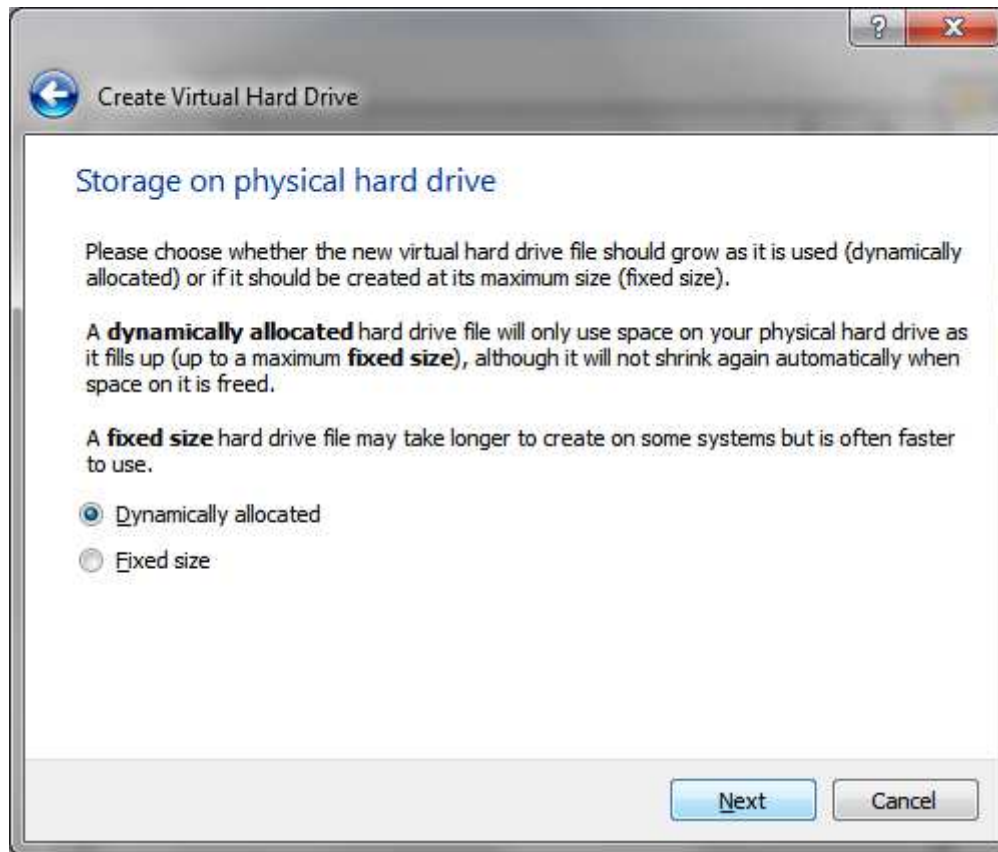 Create Virtual Hard Drive
Storage on physical hard drive
Please choose whether the new virtual hard drive file should grow as it is used (dynamically
allocated) or if it should be created at its maximum size (fixed size).
A dynamically allocated hard drive file will only use space on your physical hard drive as
it fills up (up to a maximum fixed size), although it will not shrink again automatically when
space on it is freed.
A fixed size hard drive file may take longer to create on some systems but is often faster
to use.
Dynamically allocated
Fixed size
Next Cancel